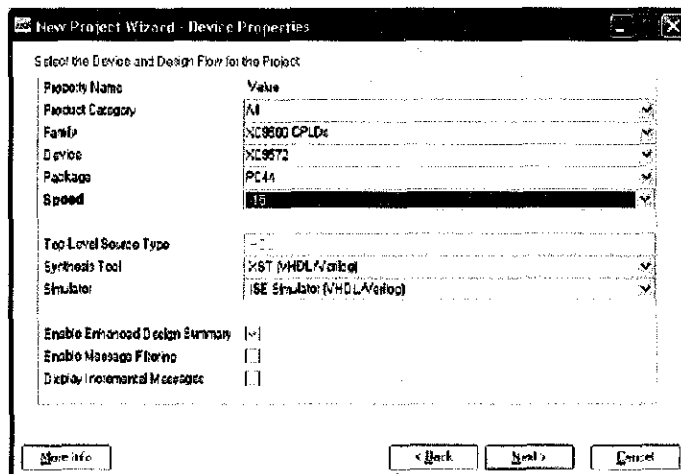 New Project Wizard - Device Properties
Select the Device and Design Flow for the Project
Property Name Value
Product Category All
Family XC9500 CPLDs
Device XC9572
Package PC44
Speed -15
Top-Level Source Type
Synthesis Tool XST (VHDL/Verilog)
Simulator ISE Simulator (VHDL/Verilog)
Enable Enhanced Design Summary
Enable Message Filtering
Display Incremental Messages
More Info < Back Next > Cancel